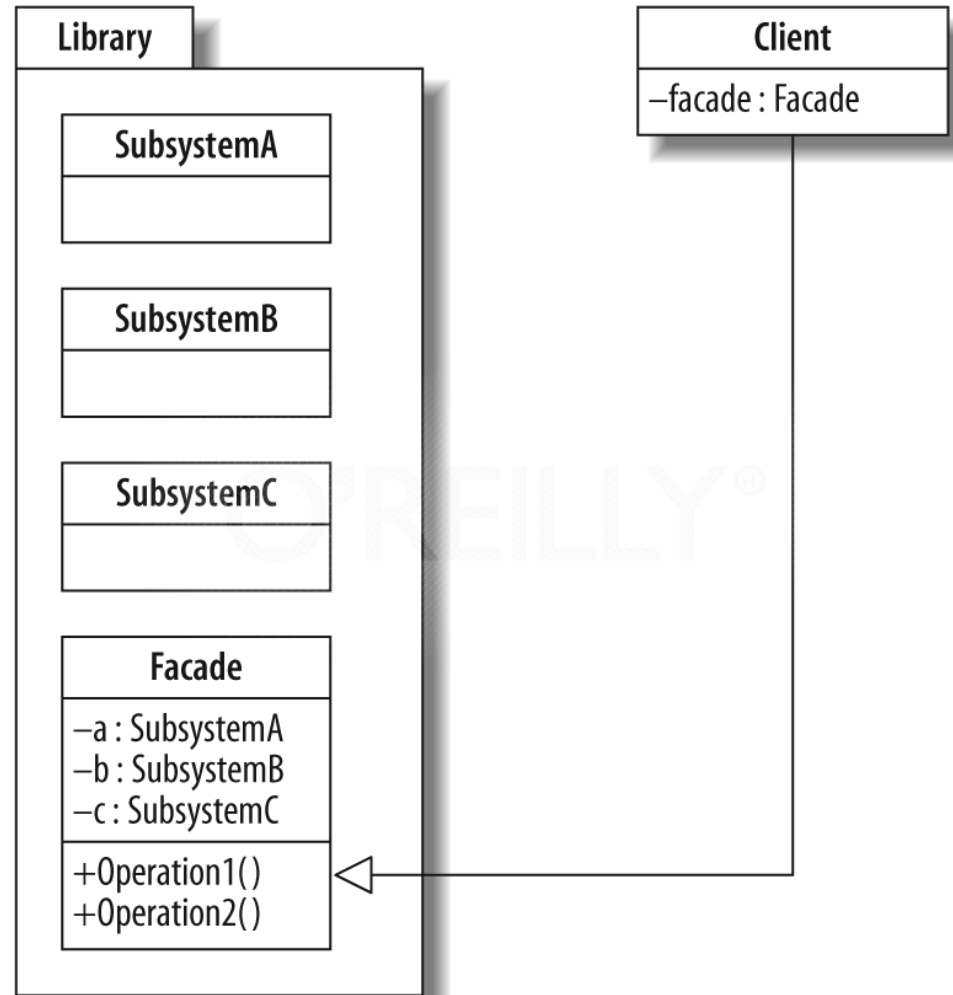 Library
SubsystemA
SubsystemB
SubsystemC
Facade
–a : SubsystemA
–b : SubsystemB
–c : SubsystemC
+Operation1()
+Operation2()
Client
–facade : Facade
O'REILLY®